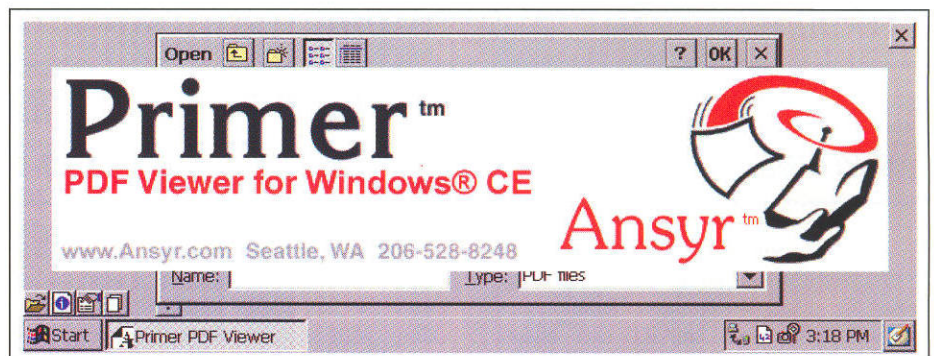 Open ? OK ×
×
Primer™
PDF Viewer for Windows® CE
Ansyr™
www.Ansyr.com Seattle, WA 206-528-8248
Name: Type: PDF files
Start Primer PDF Viewer 3:18 PM